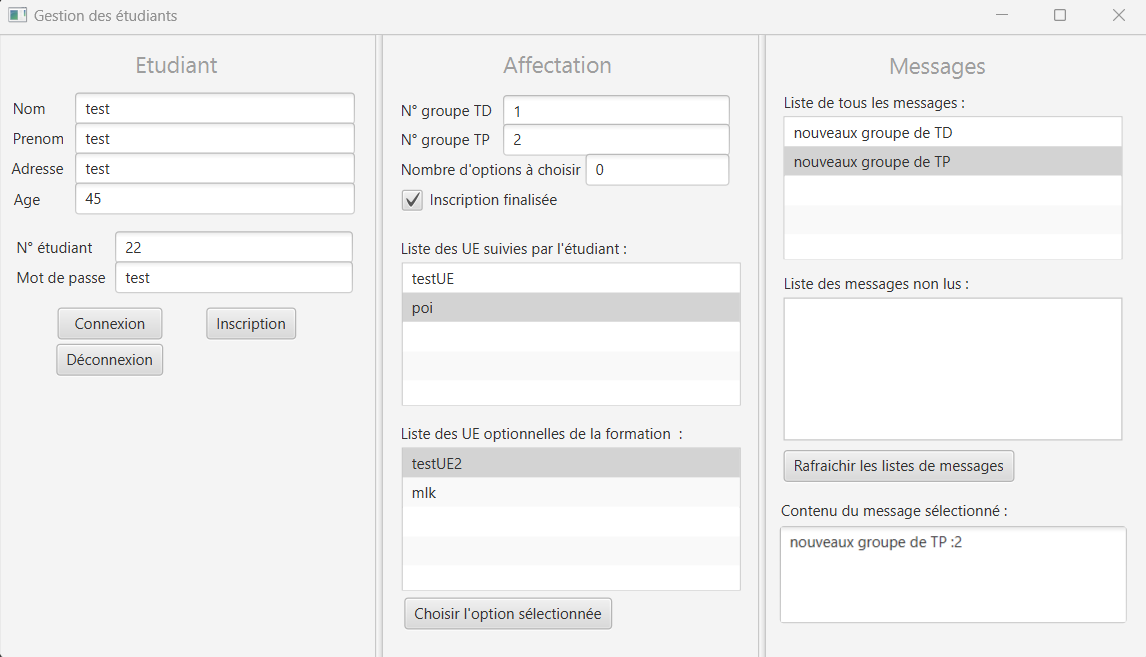 Gestion des étudiants
Etudiant
Nom test
Prenom test
Adresse test
Age 45
N° étudiant 22
Mot de passe test
Connexion Inscription
Déconnexion
Affectation
N° groupe TD 1
N° groupe TP 2
Nombre d'options à choisir 0
Inscription finalisée
Liste des UE suivies par l'étudiant :
testUE
poi
Liste des UE optionnelles de la formation :
testUE2
mlk
Choisir l'option sélectionnée
Messages
Liste de tous les messages :
nouveaux groupe de TD
nouveaux groupe de TP
Liste des messages non lus :
Rafraichir les listes de messages
Contenu du message sélectionné :
nouveaux groupe de TP :2